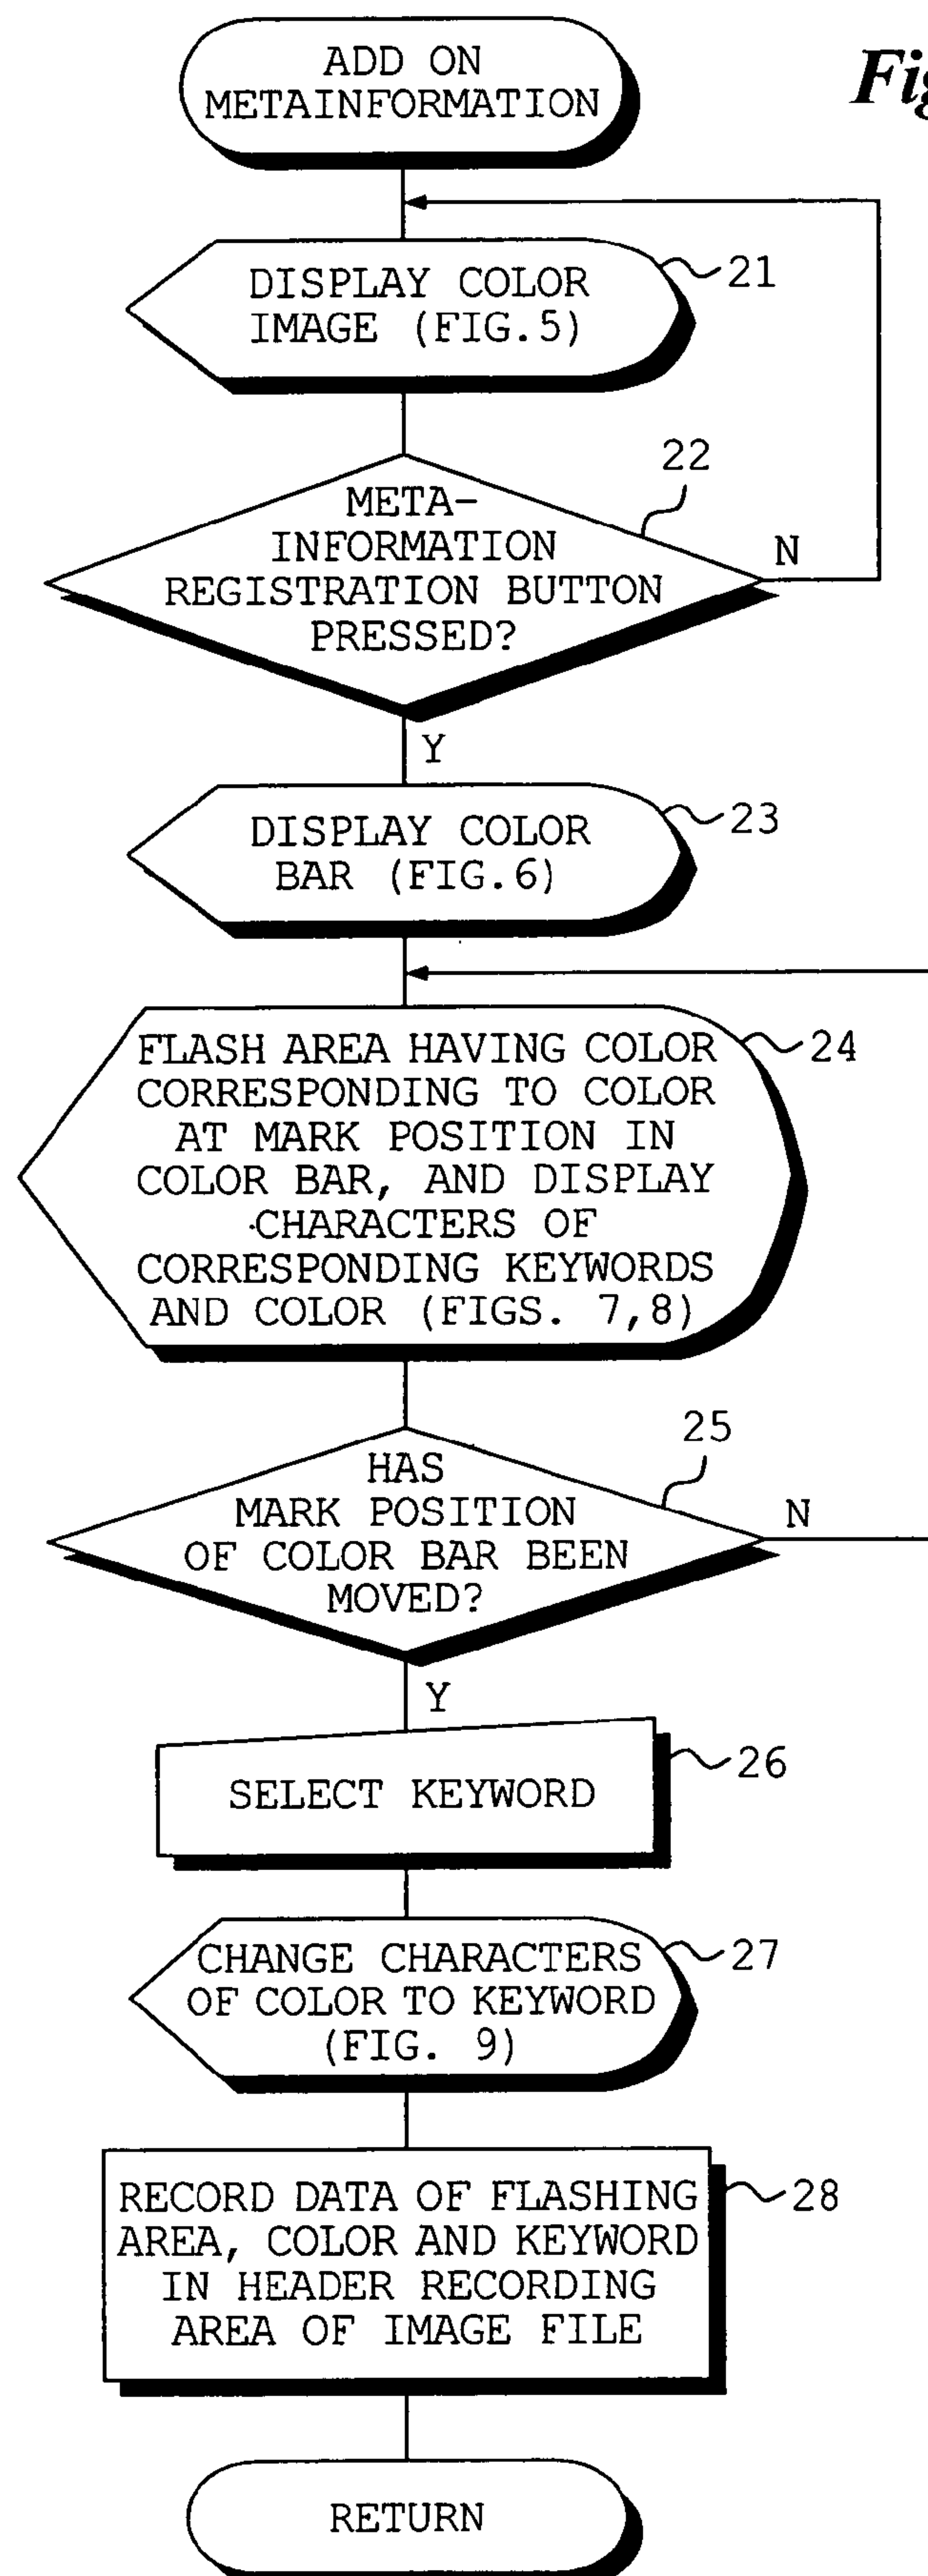 Fig
ADD ON
METAINFORMATION
DISPLAY COLOR
IMAGE (FIG.5)
21
22
META-
INFORMATION
REGISTRATION BUTTON
PRESSED?
N
Y
DISPLAY COLOR
BAR (FIG.6)
23
FLASH AREA HAVING COLOR
CORRESPONDING TO COLOR
AT MARK POSITION IN
COLOR BAR, AND DISPLAY
CHARACTERS OF
CORRESPONDING KEYWORDS
AND COLOR (FIGS. 7,8)
24
25
HAS
MARK POSITION
OF COLOR BAR BEEN
MOVED?
N
Y
SELECT KEYWORD
26
CHANGE CHARACTERS
OF COLOR TO KEYWORD
(FIG. 9)
27
RECORD DATA OF FLASHING
AREA, COLOR AND KEYWORD
IN HEADER RECORDING
AREA OF IMAGE FILE
28
RETURN